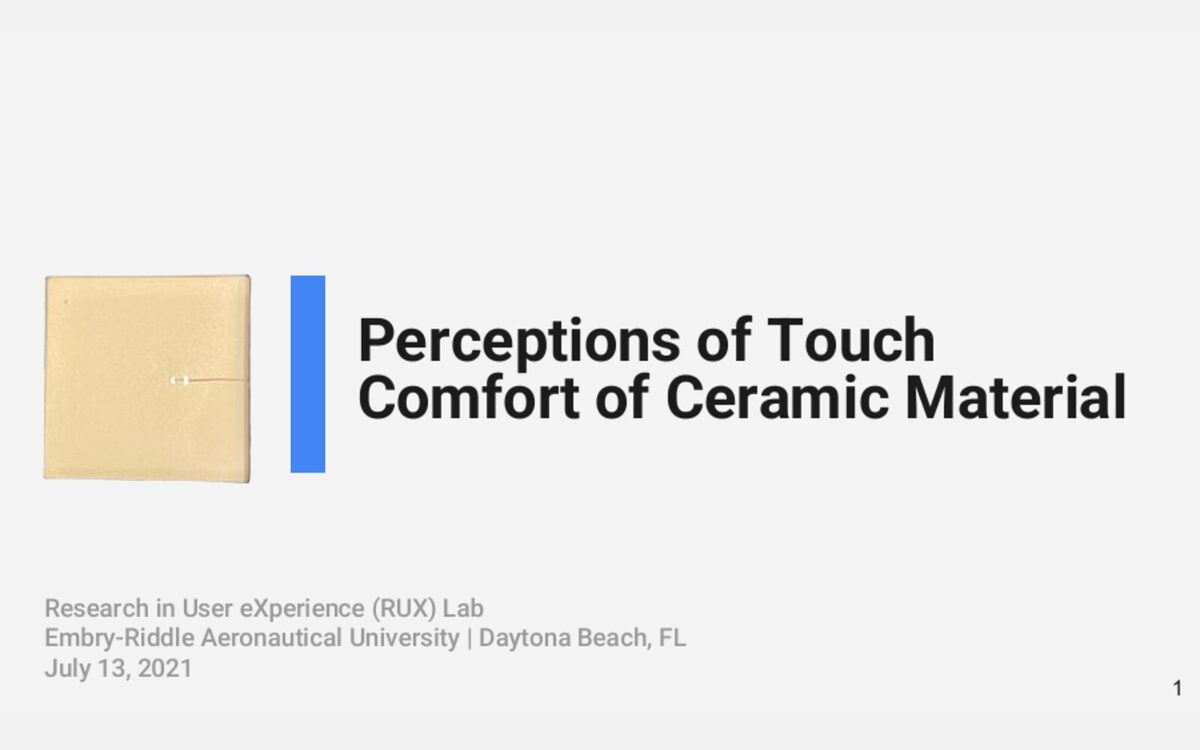 Perceptions of Touch
Comfort of Ceramic Material
Research in User eXperience (RUX) Lab
Embry-Riddle Aeronautical University | Daytona Beach, FL
July 13, 2021
1